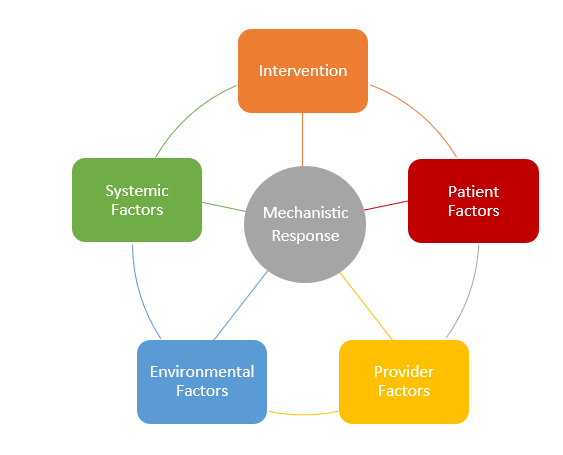 Intervention
Systemic
Factors
Patient
Factors
Mechanistic
Response
Environmental
Factors
Provider
Factors